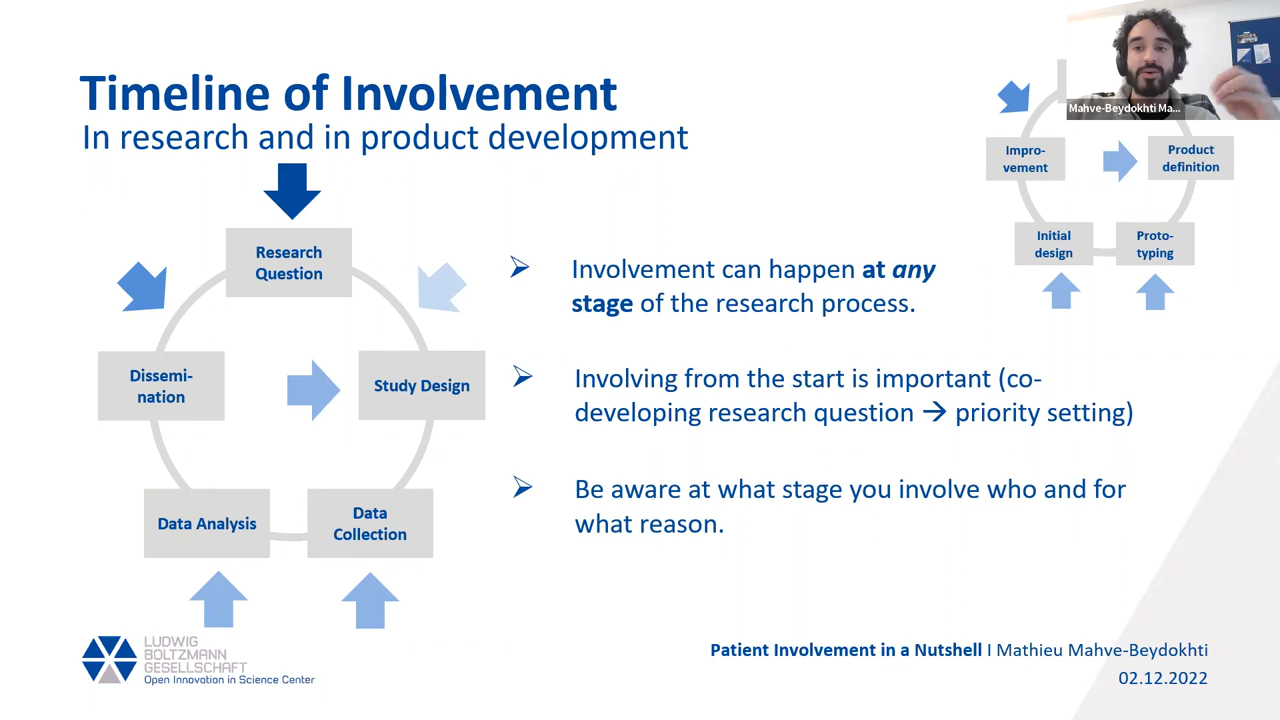 Timeline of Involvement
In research and in product development
Mahve-Beydokhti Ma...
Impro-
vement
Product
definition
Initial
design
Proto-
typing
Research
Question
Dissemi-
nation
Study Design
Data Analysis
Data
Collection
➢ Involvement can happen at any
stage of the research process.
➢ Involving from the start is important (co-
developing research question → priority setting)
➢ Be aware at what stage you involve who and for
what reason.
LUDWIG
BOLTZMANN
GESELLSCHAFT
Open Innovation in Science Center
Patient Involvement in a Nutshell I Mathieu Mahve-Beydokhti
02.12.2022